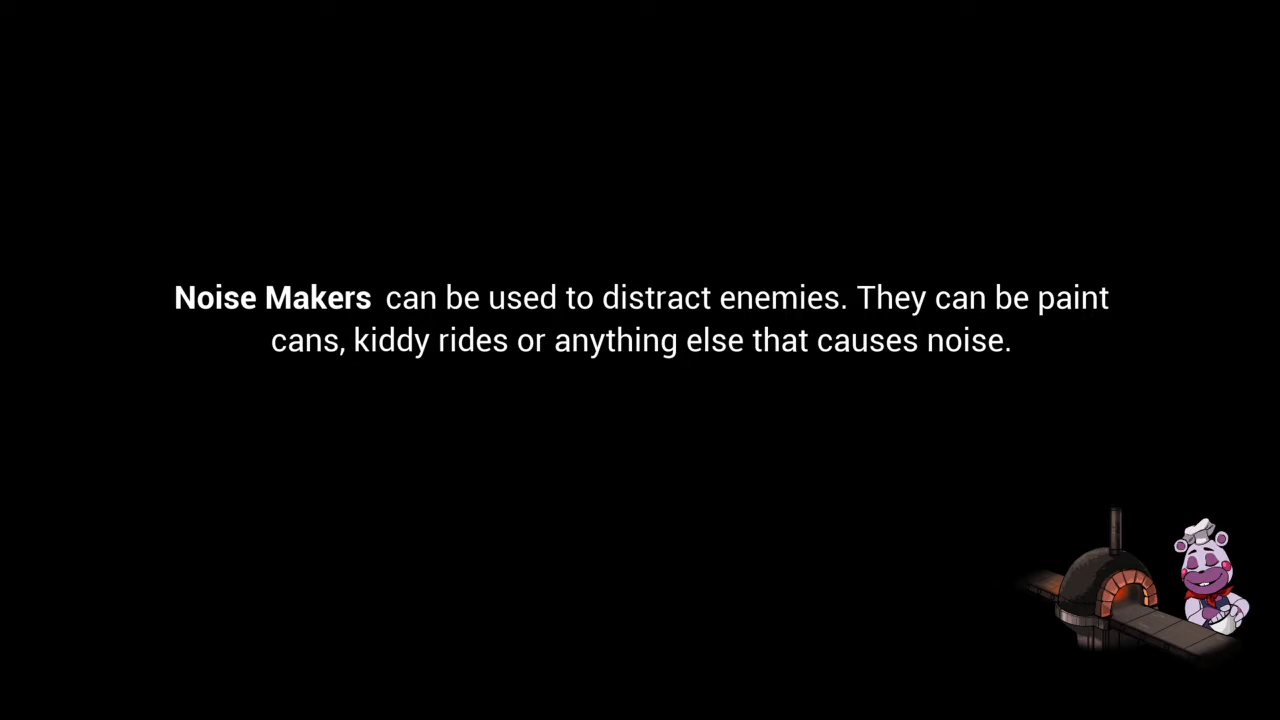 Noise Makers can be used to distract enemies. They can be paint
cans, kiddy rides or anything else that causes noise.